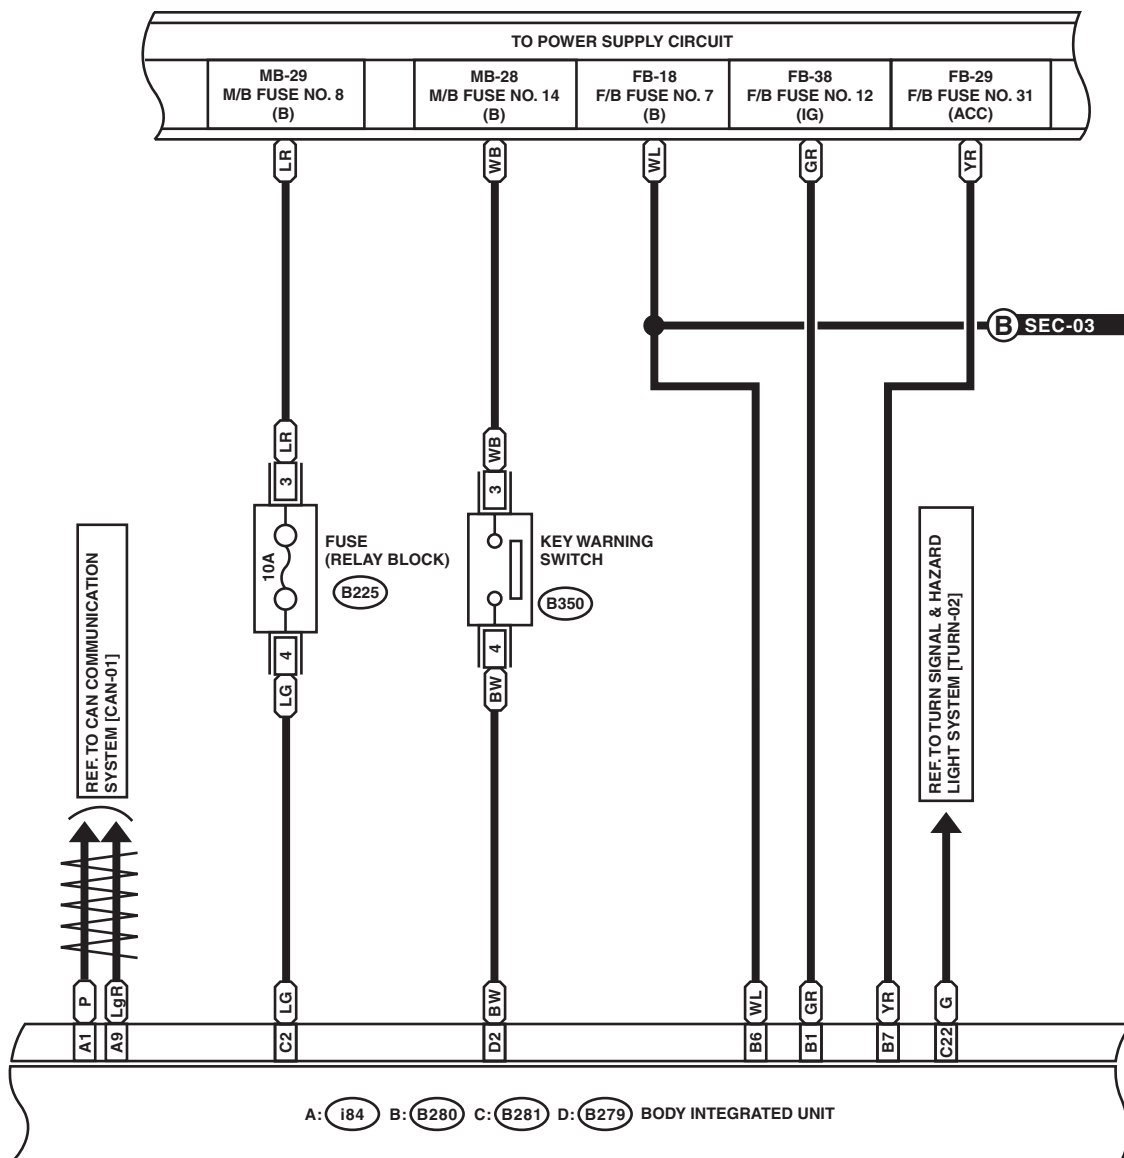 TO POWER SUPPLY CIRCUIT
MB-29
M/B FUSE NO. 8
(B)
MB-28
M/B FUSE NO. 14
(B)
FB-18
F/B FUSE NO. 7
(B)
FB-38
F/B FUSE NO. 12
(IG)
FB-29
F/B FUSE NO. 31
(ACC)
LR
WB
WL
GR
YR
B SEC-03
LR
WB
3
3
10A
FUSE
(RELAY BLOCK)
B225
KEY WARNING
SWITCH
B350
4
4
LG
BW
REF. TO CAN COMMUNICATION
SYSTEM [CAN-01]
REF. TO TURN SIGNAL & HAZARD
LIGHT SYSTEM [TURN-02]
P
LgR
LG
BW
WL
GR
YR
G
A1
A9
C2
D2
B6
B1
B7
C22
A: i84 B: B280 C: B281 D: B279 BODY INTEGRATED UNIT